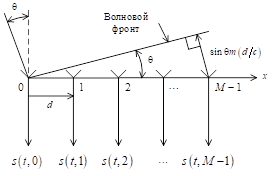 θ
Волновой
фронт
θ
sin θm(d/c)
x
0 1 2 ... M−1
d
s(t,0) s(t,1) s(t,2) ... s(t,M−1)